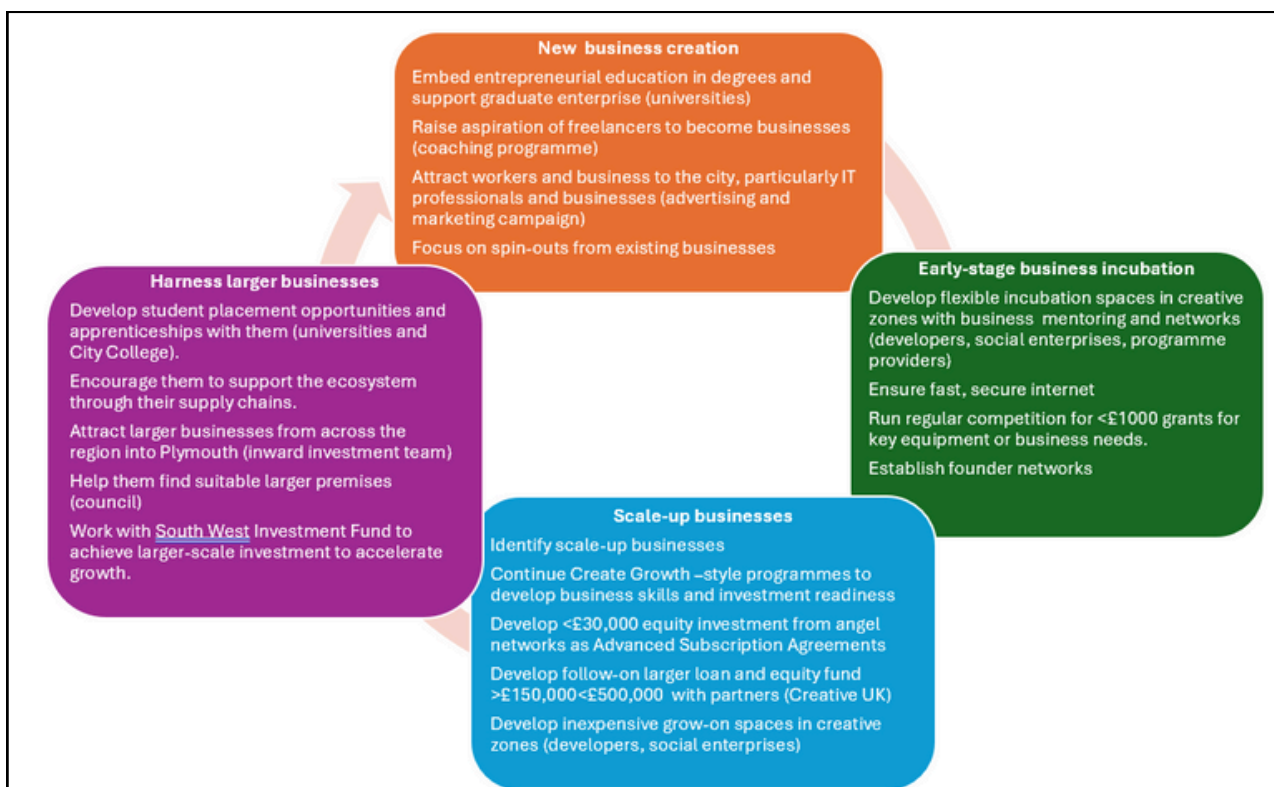 New business creation
Embed entrepreneurial education in degrees and
support graduate enterprise (universities)
Raise aspiration of freelancers to become businesses
(coaching programme)
Attract workers and business to the city, particularly IT
professionals and businesses (advertising and
marketing campaign)
Focus on spin-outs from existing businesses
Early-stage business incubation
Develop flexible incubation spaces in creative
zones with business mentoring and networks
(developers, social enterprises, programme
providers)
Ensure fast, secure internet
Run regular competition for <£1000 grants for
key equipment or business needs.
Establish founder networks
Scale-up businesses
Identify scale-up businesses
Continue Create Growth –style programmes to
develop business skills and investment readiness
Develop <£30,000 equity investment from angel
networks as Advanced Subscription Agreements
Develop follow-on larger loan and equity fund
>£150,000<£500,000 with partners (Creative UK)
Develop inexpensive grow-on spaces in creative
zones (developers, social enterprises)
Harness larger businesses
Develop student placement opportunities and
apprenticeships with them (universities and
City College).
Encourage them to support the ecosystem
through their supply chains.
Attract larger businesses from across the
region into Plymouth (inward investment team)
Help them find suitable larger premises
(council)
Work with South West Investment Fund to
achieve larger-scale investment to accelerate
growth.